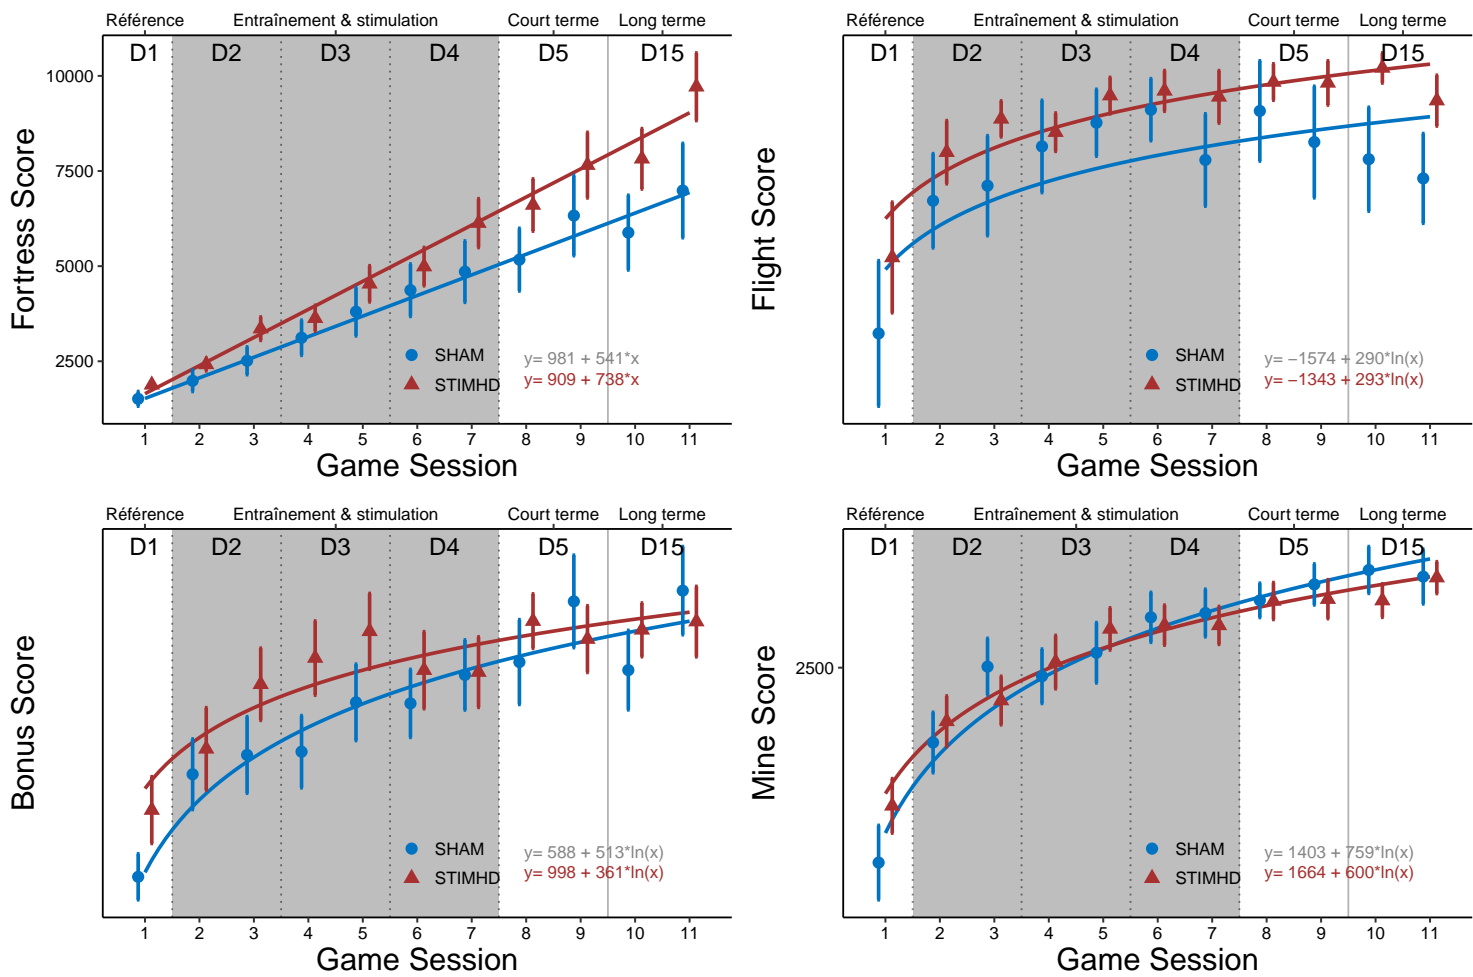 Référence Entraînement & stimulation Court terme Long terme
D1 D2 D3 D4 D5 D15
10000
7500
5000
2500
Fortress Score
SHAM
STIMHD
y= 981 + 541*x
y= 909 + 738*x
1 2 3 4 5 6 7 8 9 10 11
Game Session
Référence Entraînement & stimulation Court terme Long terme
D1 D2 D3 D4 D5 D15
Flight Score
SHAM
STIMHD
y= −1574 + 290*ln(x)
y= −1343 + 293*ln(x)
1 2 3 4 5 6 7 8 9 10 11
Game Session
Référence Entraînement & stimulation Court terme Long terme
D1 D2 D3 D4 D5 D15
Bonus Score
SHAM
STIMHD
y= 588 + 513*ln(x)
y= 998 + 361*ln(x)
1 2 3 4 5 6 7 8 9 10 11
Game Session
Référence Entraînement & stimulation Court terme Long terme
D1 D2 D3 D4 D5 D15
2500
Mine Score
SHAM
STIMHD
y= 1403 + 759*ln(x)
y= 1664 + 600*ln(x)
1 2 3 4 5 6 7 8 9 10 11
Game Session